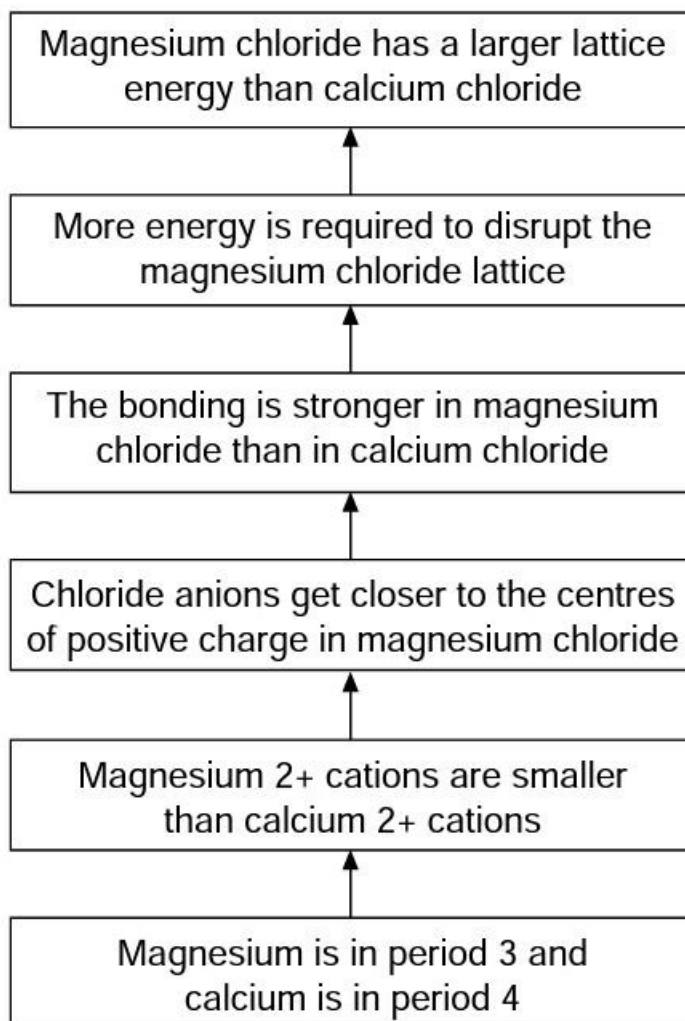 Magnesium chloride has a larger lattice
energy than calcium chloride
More energy is required to disrupt the
magnesium chloride lattice
The bonding is stronger in magnesium
chloride than in calcium chloride
Chloride anions get closer to the centres
of positive charge in magnesium chloride
Magnesium 2+ cations are smaller
than calcium 2+ cations
Magnesium is in period 3 and
calcium is in period 4